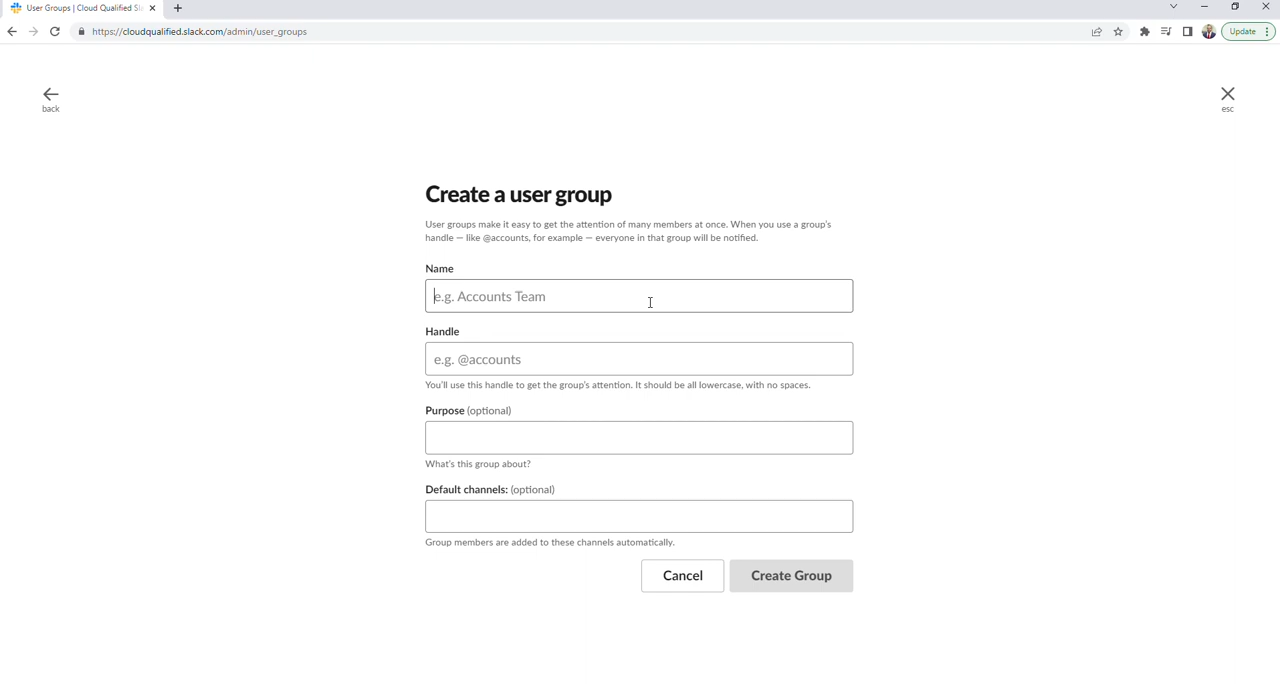 User Groups | Cloud Qualified Sl
https://cloudqualified.slack.com/admin/user_groups
Update
back
esc
Create a user group
User groups make it easy to get the attention of many members at once. When you use a group's
handle — like @accounts, for example — everyone in that group will be notified.
Name
e.g. Accounts Team
Handle
e.g. @accounts
You'll use this handle to get the group's attention. It should be all lowercase, with no spaces.
Purpose (optional)
What's this group about?
Default channels: (optional)
Group members are added to these channels automatically.
Cancel
Create Group